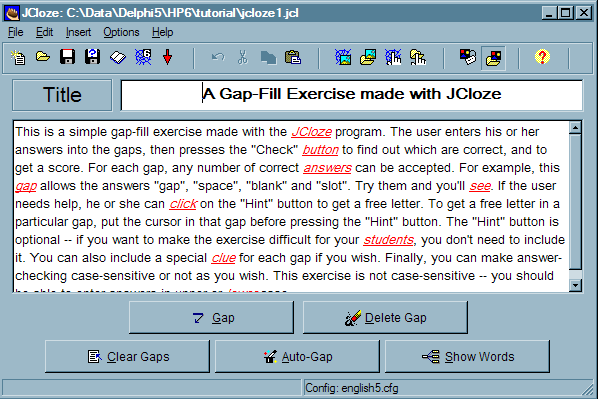 JCloze: C:\Data\Delphi5\HP6\tutorial\jcloze1.jcl
File Edit Insert Options Help
Title
A Gap-Fill Exercise made with JCloze
This is a simple gap-fill exercise made with the JCloze program. The user enters his or her
answers into the gaps, then presses the "Check" button to find out which are correct, and to
get a score. For each gap, any number of correct answers can be accepted. For example, this
gap allows the answers "gap", "space", "blank" and "slot". Try them and you'll see. If the user
needs help, he or she can click on the "Hint" button to get a free letter. To get a free letter in a
particular gap, put the cursor in that gap before pressing the "Hint" button. The "Hint" button is
optional -- if you want to make the exercise difficult for your students, you don't need to include
it. You can also include a special clue for each gap if you wish. Finally, you can make answer-
checking case-sensitive or not as you wish. This exercise is not case-sensitive -- you should
be able to enter answers in upper or lower case.
Gap
Delete Gap
Clear Gaps
Auto-Gap
Show Words
Config: english5.cfg